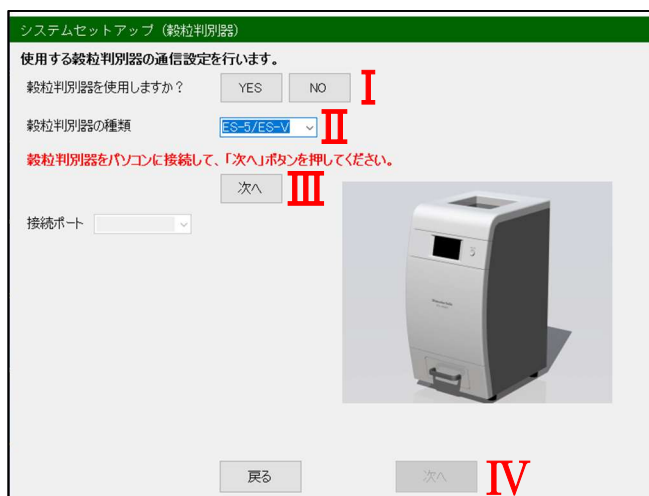 システムセットアップ（穀粒判別器）
使用する穀粒判別器の通信設定を行います。
穀粒判別器を使用しますか？ YES NO I
穀粒判別器の種類 ES-5/ES-V II
穀粒判別器をパソコンに接続して、「次へ」ボタンを押してください。
次へ III
接続ポート
戻る 次へ IV